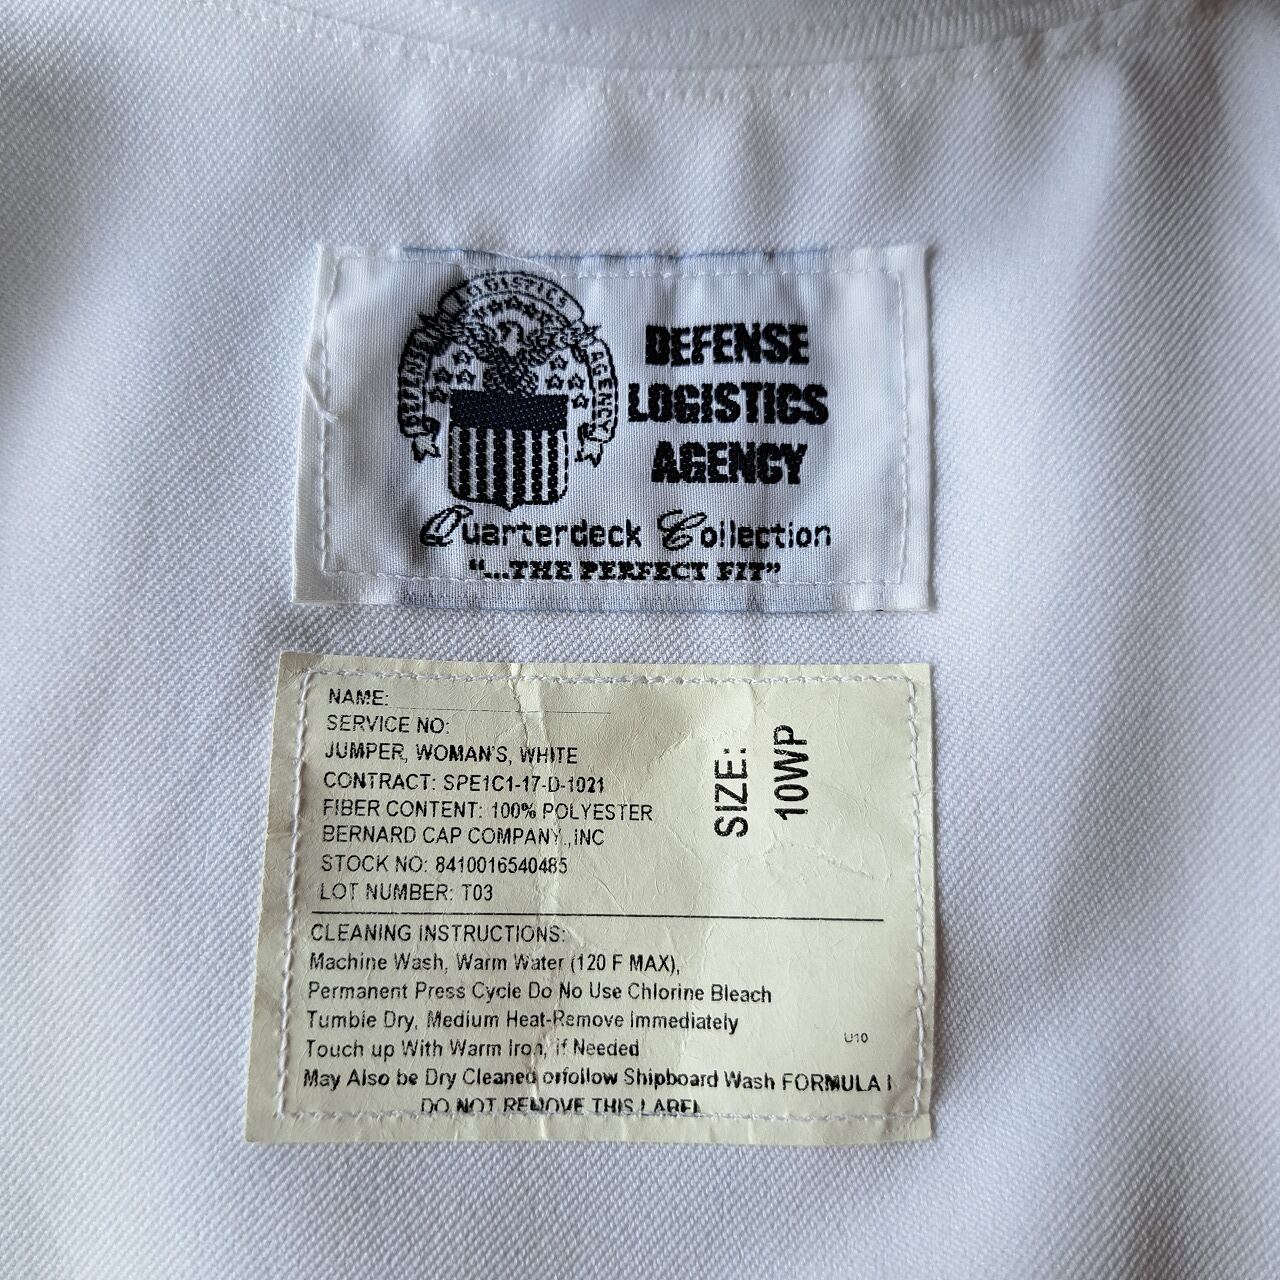 DEFENSE LOGISTICS AGENCY
DEFENSE
LOGISTICS
AGENCY
Quarterdeck Collection
"...THE PERFECT FIT"
NAME:
SERVICE NO:
JUMPER, WOMAN'S, WHITE
CONTRACT: SPE1C1-17-D-1021
FIBER CONTENT: 100% POLYESTER
BERNARD CAP COMPANY.,INC
STOCK NO: 8410016540485
LOT NUMBER: T03
SIZE:
10WP
CLEANING INSTRUCTIONS:
Machine Wash, Warm Water (120 F MAX),
Permanent Press Cycle Do No Use Chlorine Bleach
Tumble Dry, Medium Heat-Remove Immediately
Touch up With Warm Iron, if Needed
U10
May Also be Dry Cleaned orfollow Shipboard Wash FORMULA I
DO NOT REMOVE THIS LABEL